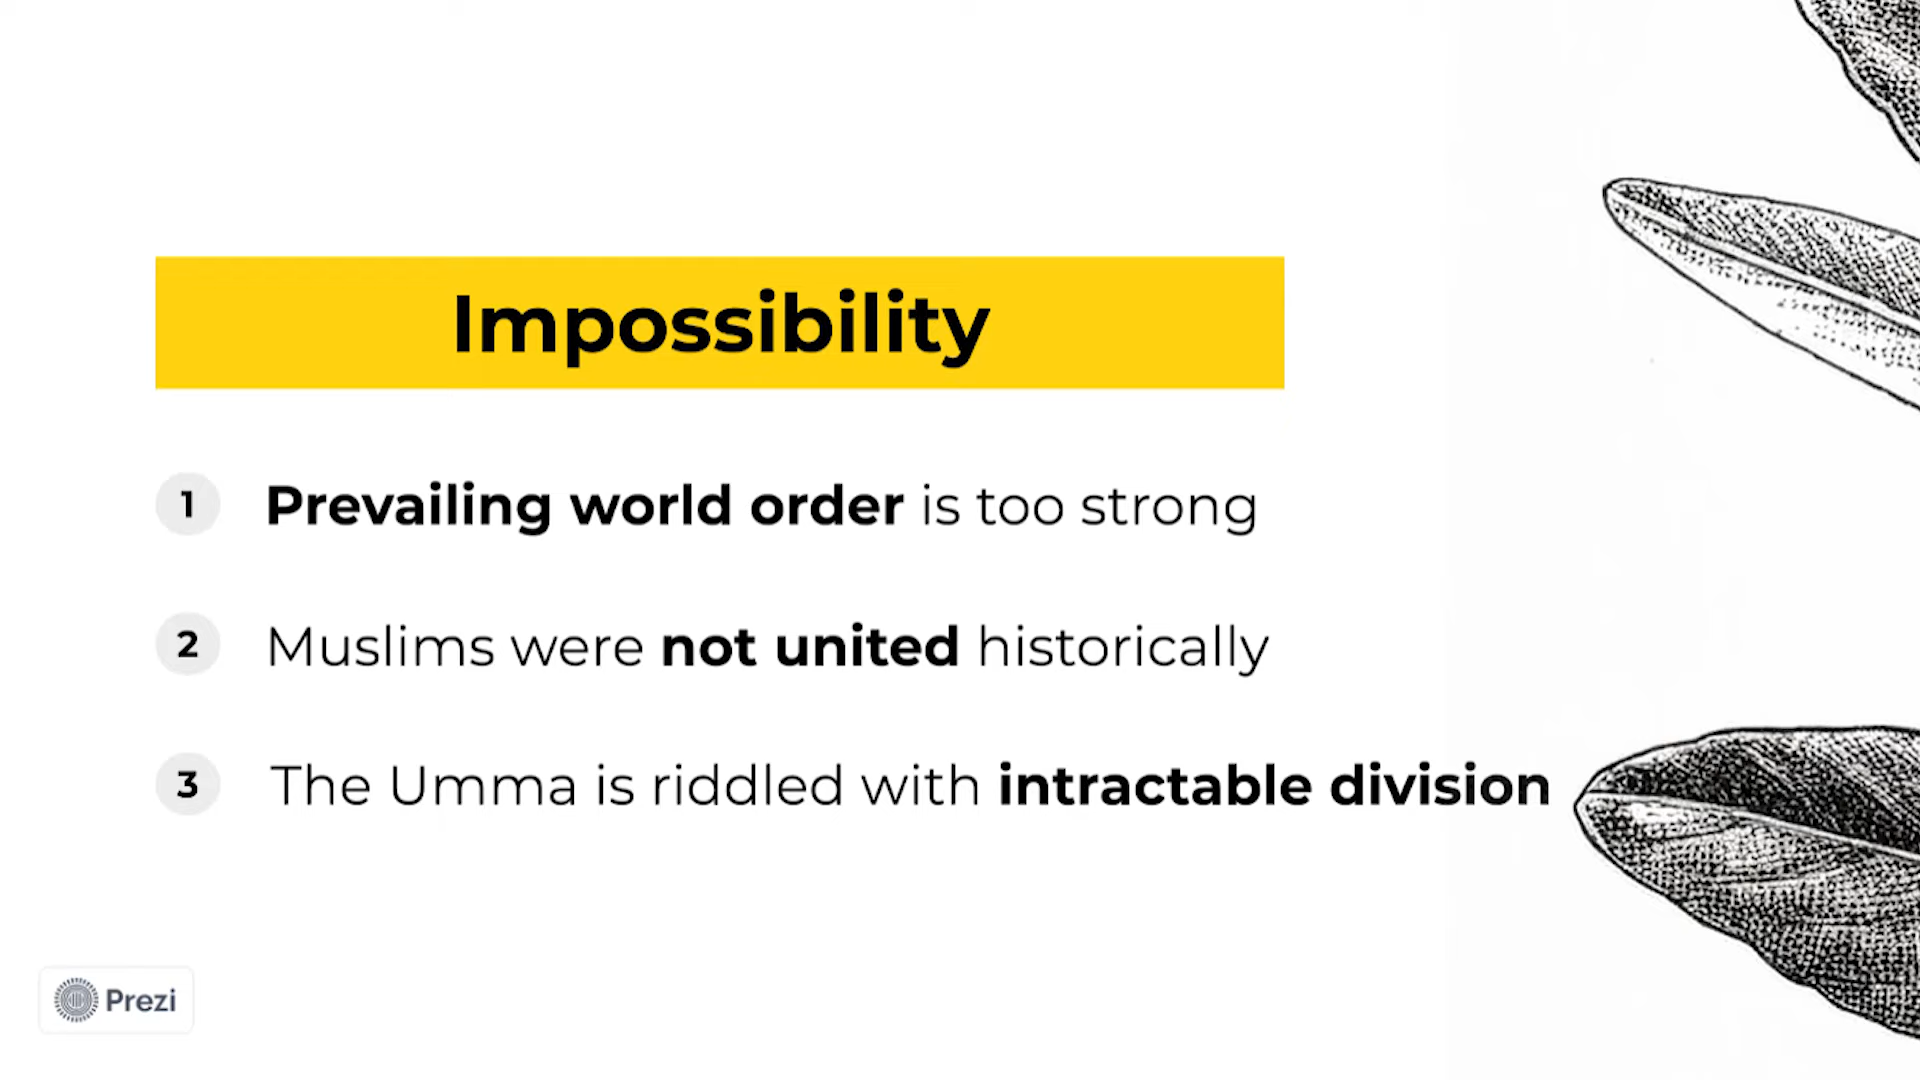 Impossibility
1 Prevailing world order is too strong
2 Muslims were not united historically
3 The Umma is riddled with intractable division
Prezi